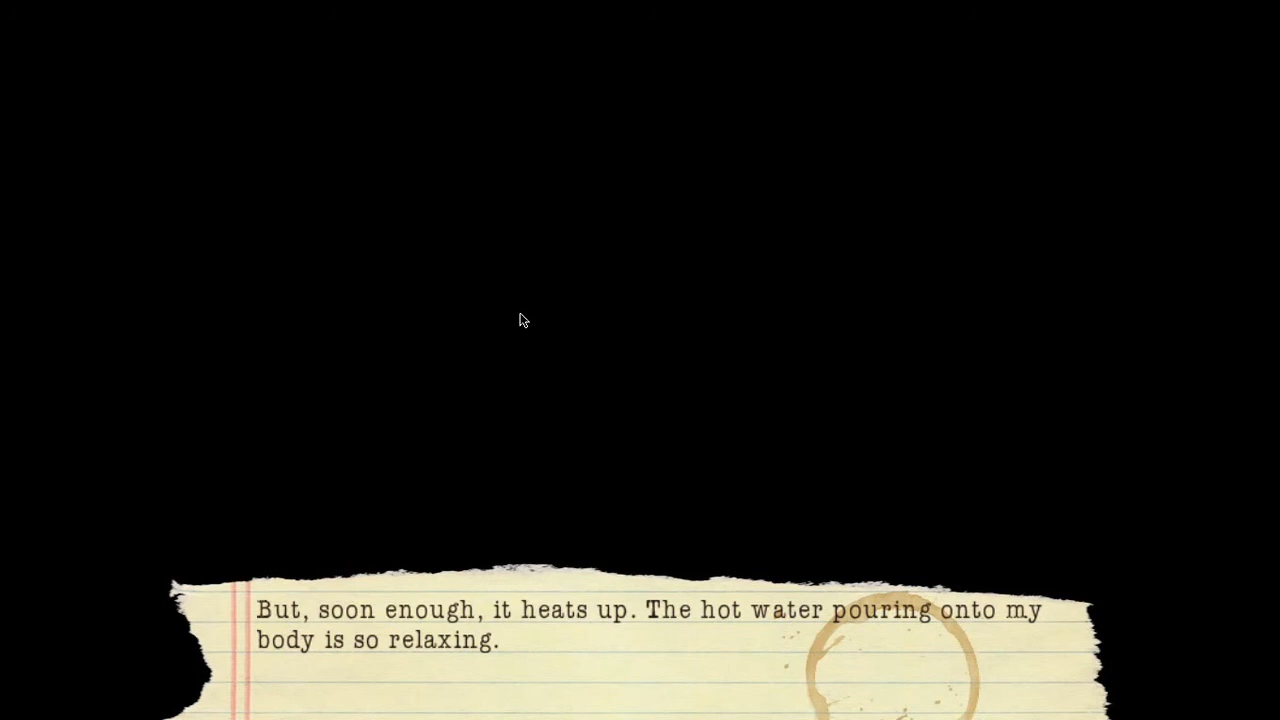 But, soon enough, it heats up. The hot water pouring onto my
body is so relaxing.